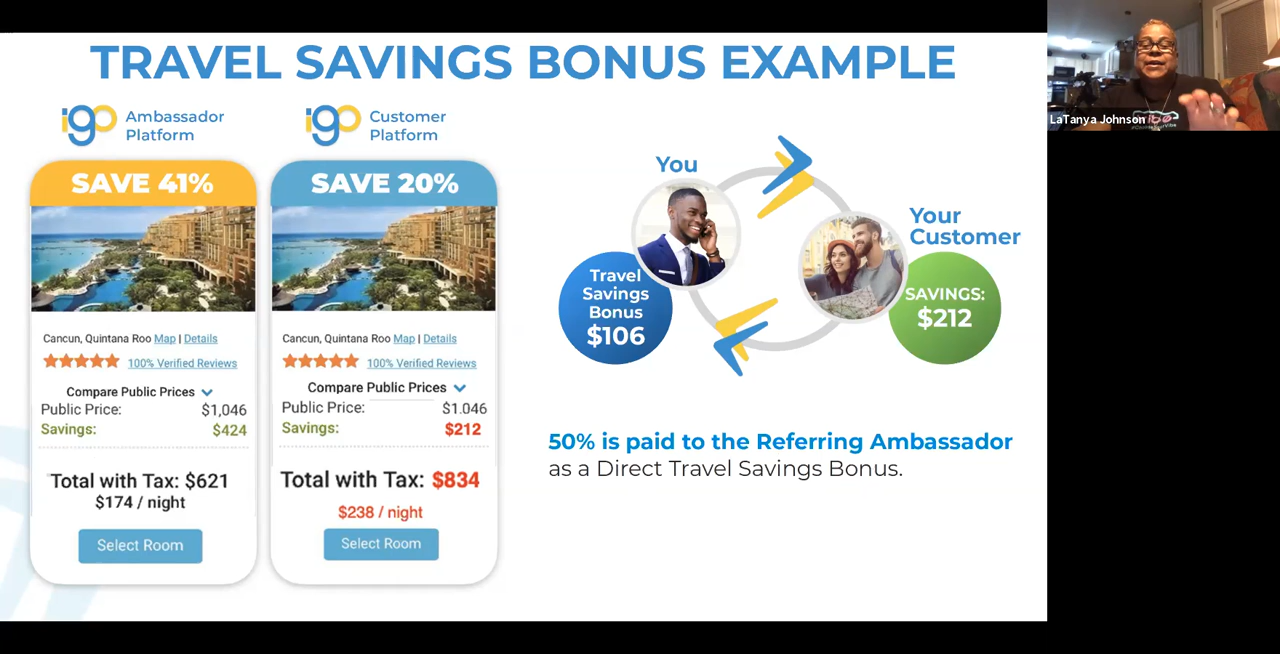 TRAVEL SAVINGS BONUS EXAMPLE
igo Ambassador
Platform
SAVE 41%
Cancun, Quintana Roo Map | Details
100% Verified Reviews
Compare Public Prices
Public Price: $1,046
Savings: $424
Total with Tax: $621
$174 / night
Select Room
igo Customer
Platform
SAVE 20%
Cancun, Quintana Roo Map | Details
100% Verified Reviews
Compare Public Prices
Public Price: $1.046
Savings: $212
Total with Tax: $834
$238 / night
Select Room
You
Travel
Savings
Bonus
$106
Your
Customer
SAVINGS:
$212
50% is paid to the Referring Ambassador
as a Direct Travel Savings Bonus.
LaTanya Johnson